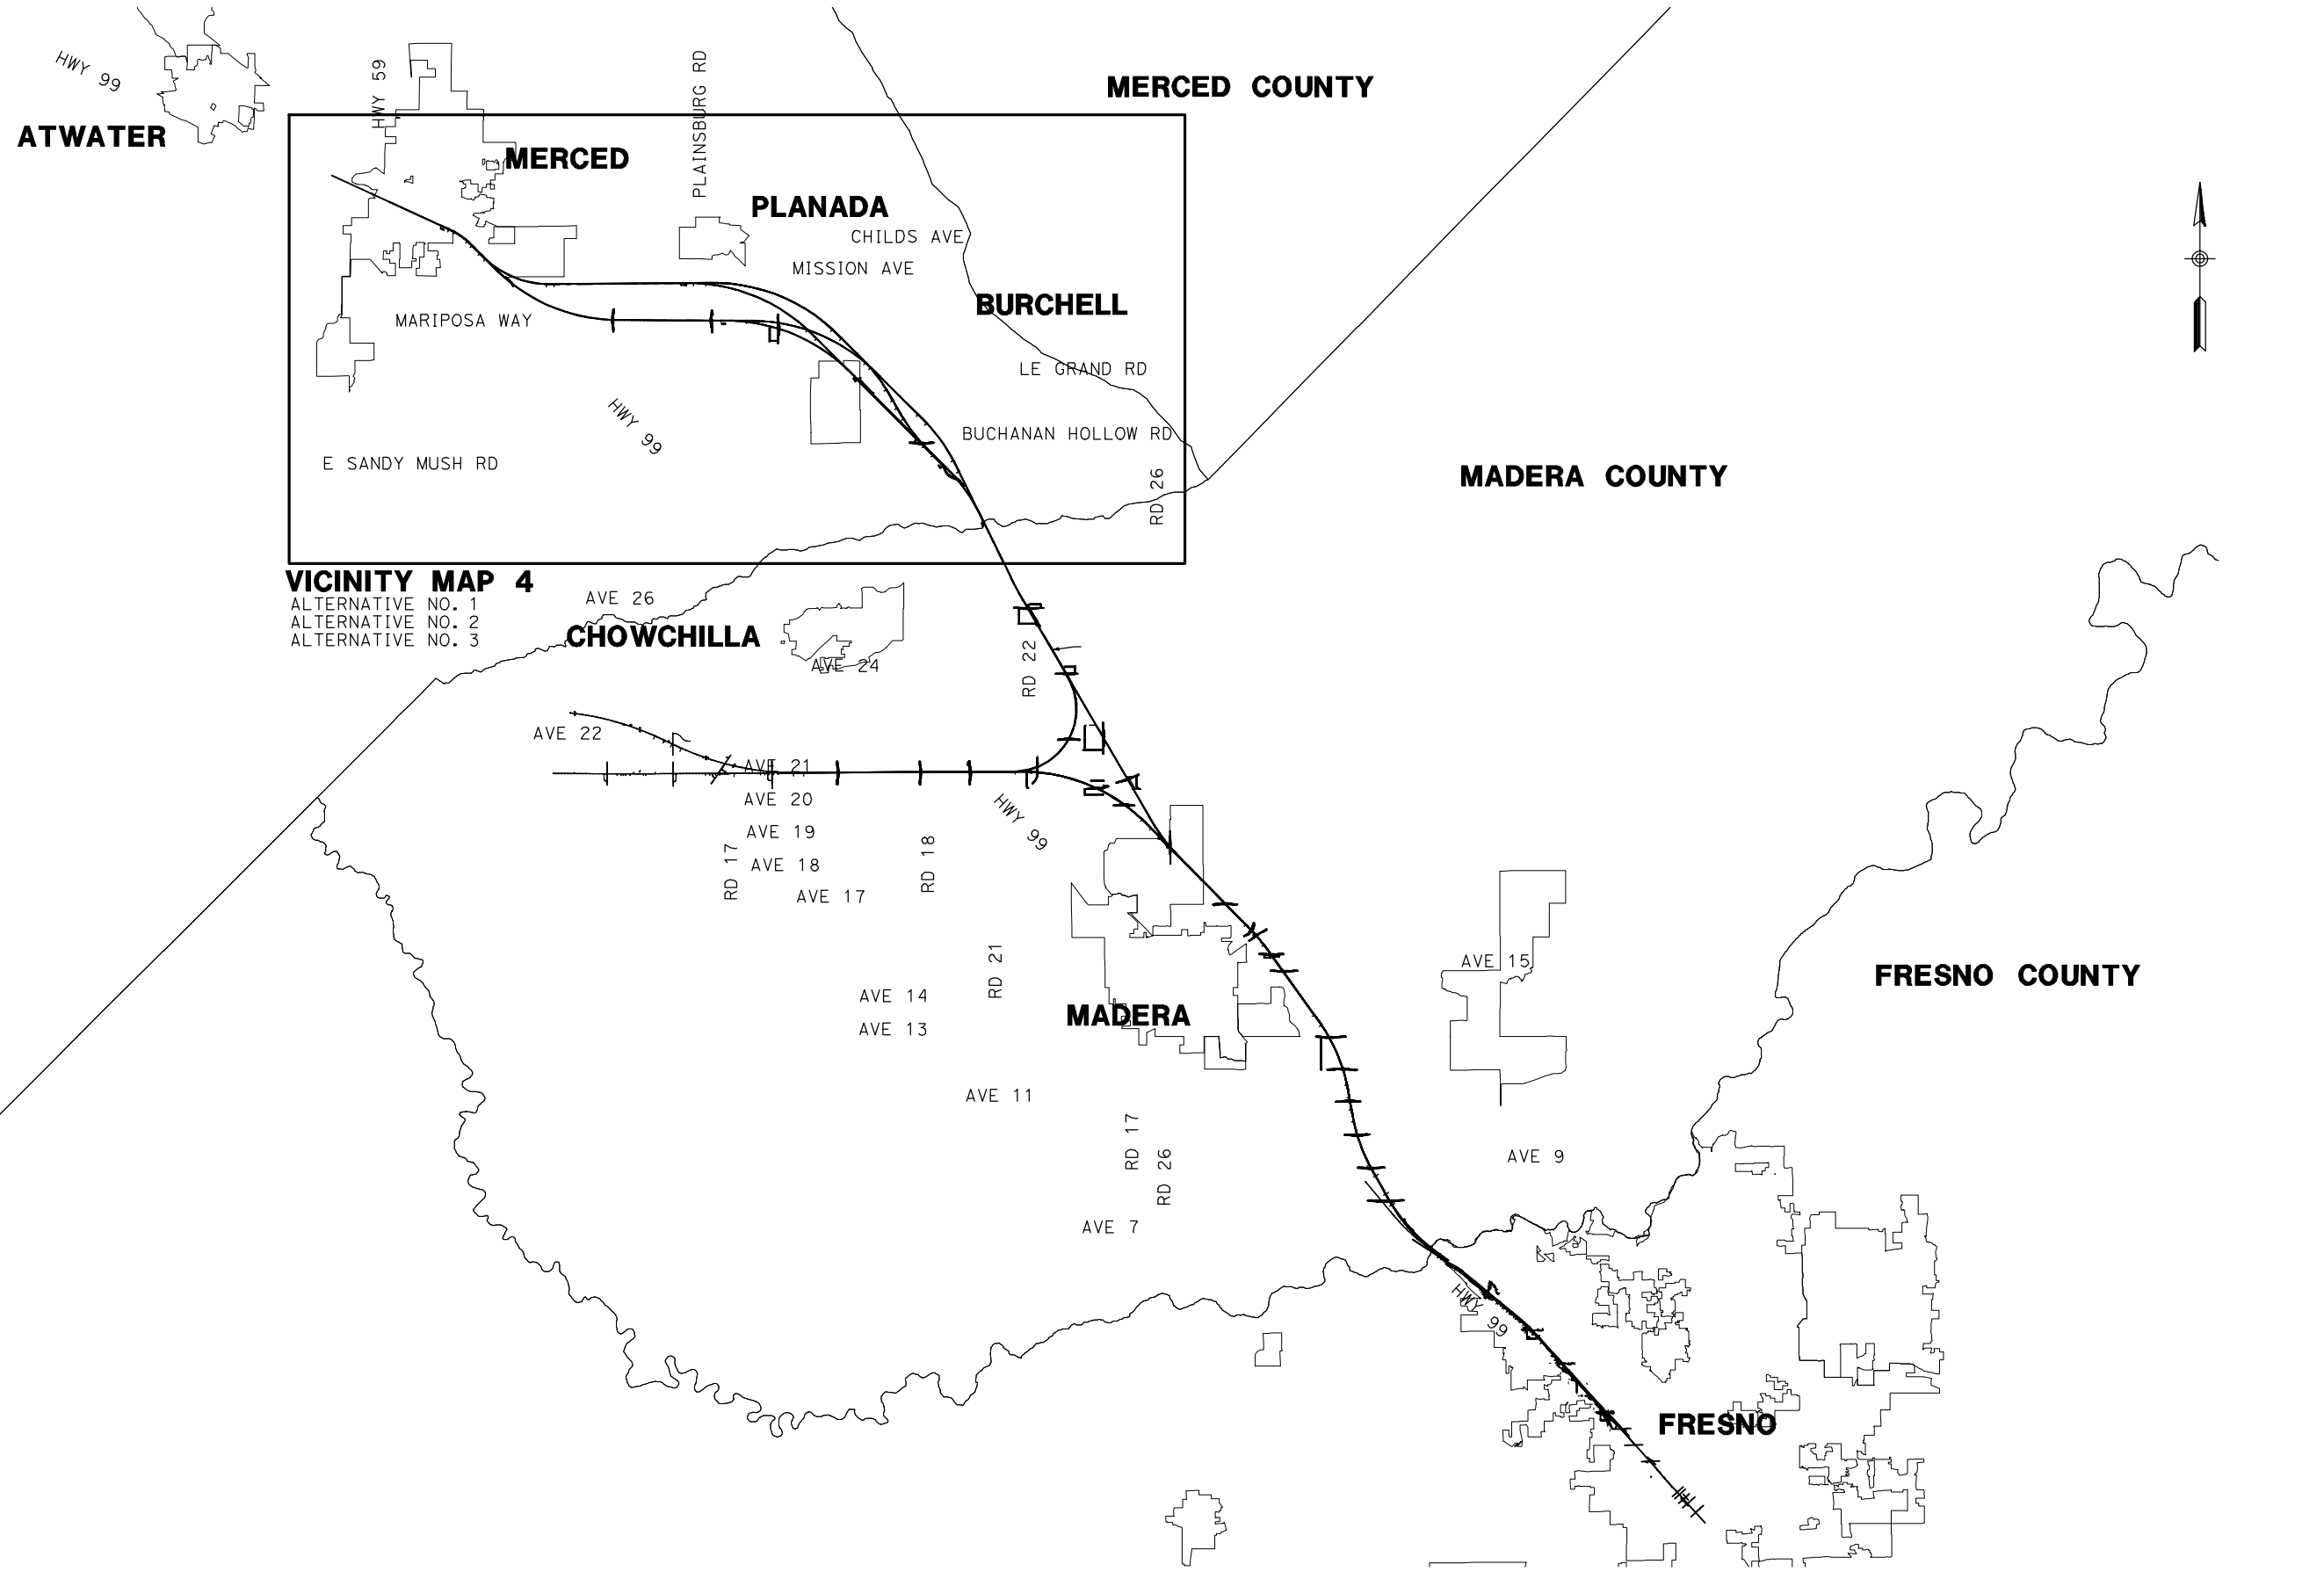 HWY 99
HWY 59
PLAINSBURG RD
MERCED COUNTY
ATWATER
MERCED
PLANADA
CHILDS AVE
MISSION AVE
BURCHELL
MARIPOSA WAY
LE GRAND RD
HWY 99
BUCHANAN HOLLOW RD
E SANDY MUSH RD
RD 26
MADERA COUNTY
VICINITY MAP 4
ALTERNATIVE NO. 1
ALTERNATIVE NO. 2
ALTERNATIVE NO. 3
AVE 26
CHOWCHILLA
AVE 24
RD 22
AVE 22
AVE 21
AVE 20
HWY 99
AVE 19
RD 17
AVE 18
RD 18
AVE 17
RD 21
AVE 15
FRESNO COUNTY
AVE 14
MADERA
AVE 13
AVE 11
RD 17
RD 26
AVE 9
AVE 7
HWY 99
FRESNO